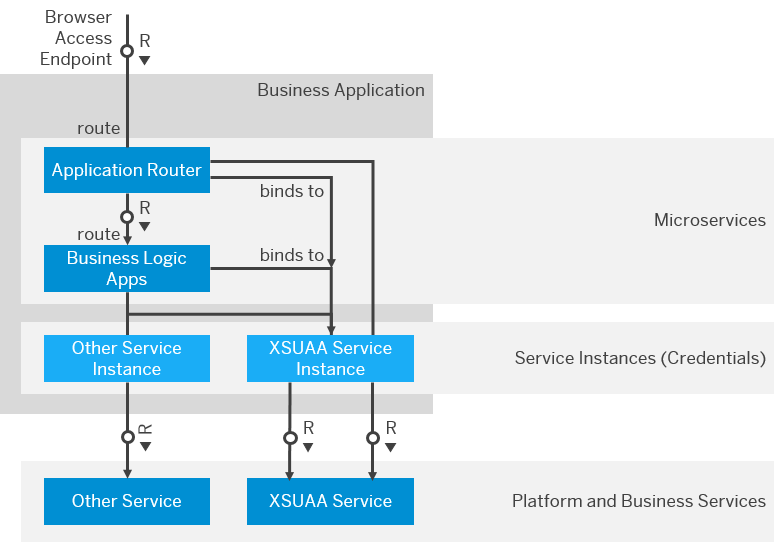 Browser
Access
Endpoint
R
Business Application
route
Application Router
binds to
R
Microservices
route
Business Logic
Apps
binds to
Other Service
Instance
XSUAA Service
Instance
Service Instances (Credentials)
R
R
R
Other Service
XSUAA Service
Platform and Business Services